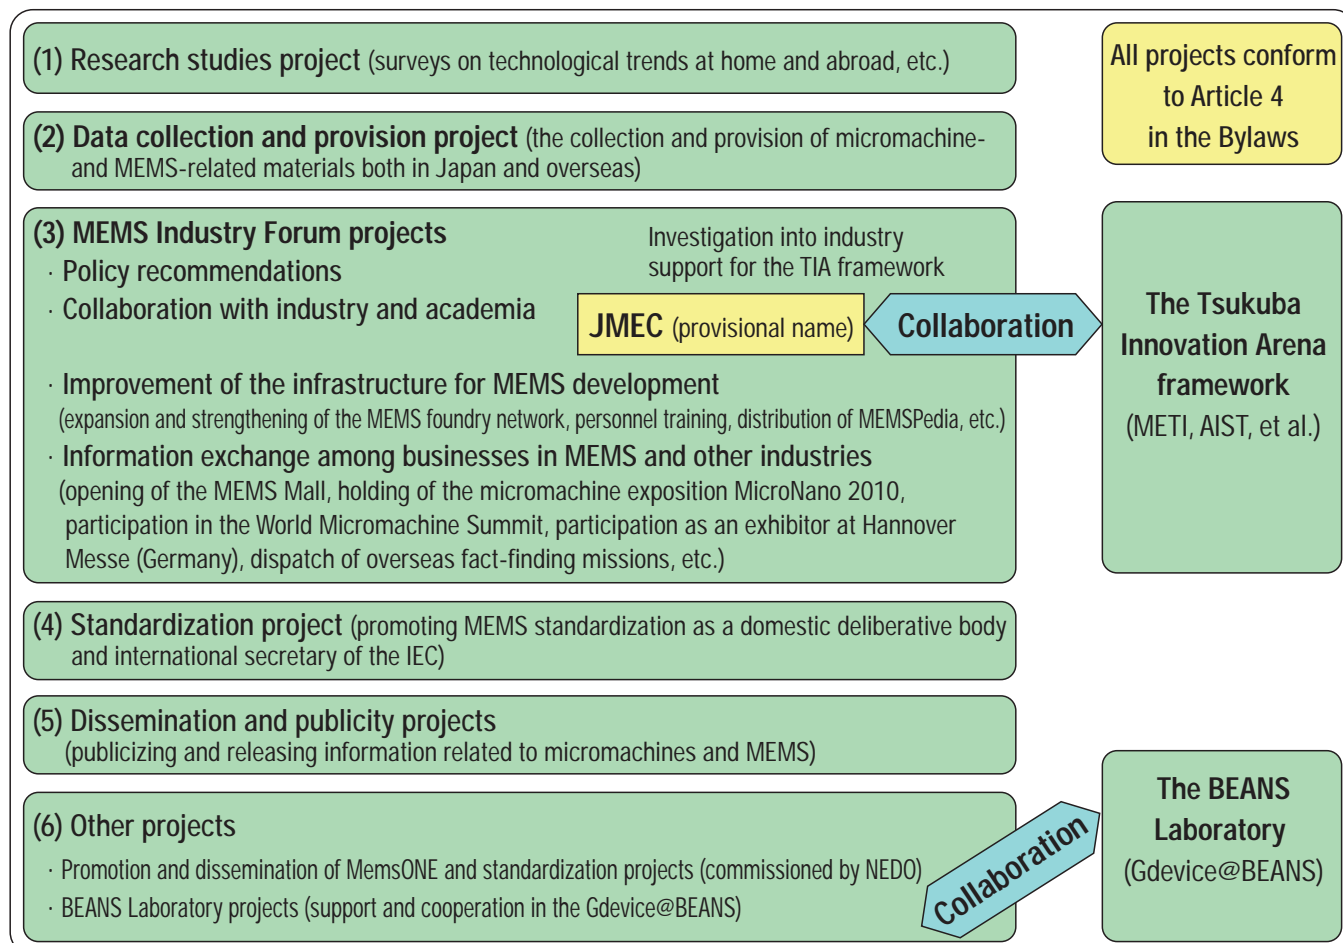 (1) Research studies project (surveys on technological trends at home and abroad, etc.)
All projects conform
to Article 4
in the Bylaws
(2) Data collection and provision project (the collection and provision of micromachine-
and MEMS-related materials both in Japan and overseas)
(3) MEMS Industry Forum projects
· Policy recommendations
· Collaboration with industry and academia
Investigation into industry
support for the TIA framework
JMEC (provisional name)
Collaboration
The Tsukuba
Innovation Arena
framework
(METI, AIST, et al.)
· Improvement of the infrastructure for MEMS development
(expansion and strengthening of the MEMS foundry network, personnel training, distribution of MEMSPedia, etc.)
· Information exchange among businesses in MEMS and other industries
(opening of the MEMS Mall, holding of the micromachine exposition MicroNano 2010,
participation in the World Micromachine Summit, participation as an exhibitor at Hannover
Messe (Germany), dispatch of overseas fact-finding missions, etc.)
(4) Standardization project (promoting MEMS standardization as a domestic deliberative body
and international secretary of the IEC)
(5) Dissemination and publicity projects
(publicizing and releasing information related to micromachines and MEMS)
(6) Other projects
· Promotion and dissemination of MemsONE and standardization projects (commissioned by NEDO)
· BEANS Laboratory projects (support and cooperation in the Gdevice@BEANS)
Collaboration
The BEANS
Laboratory
(Gdevice@BEANS)